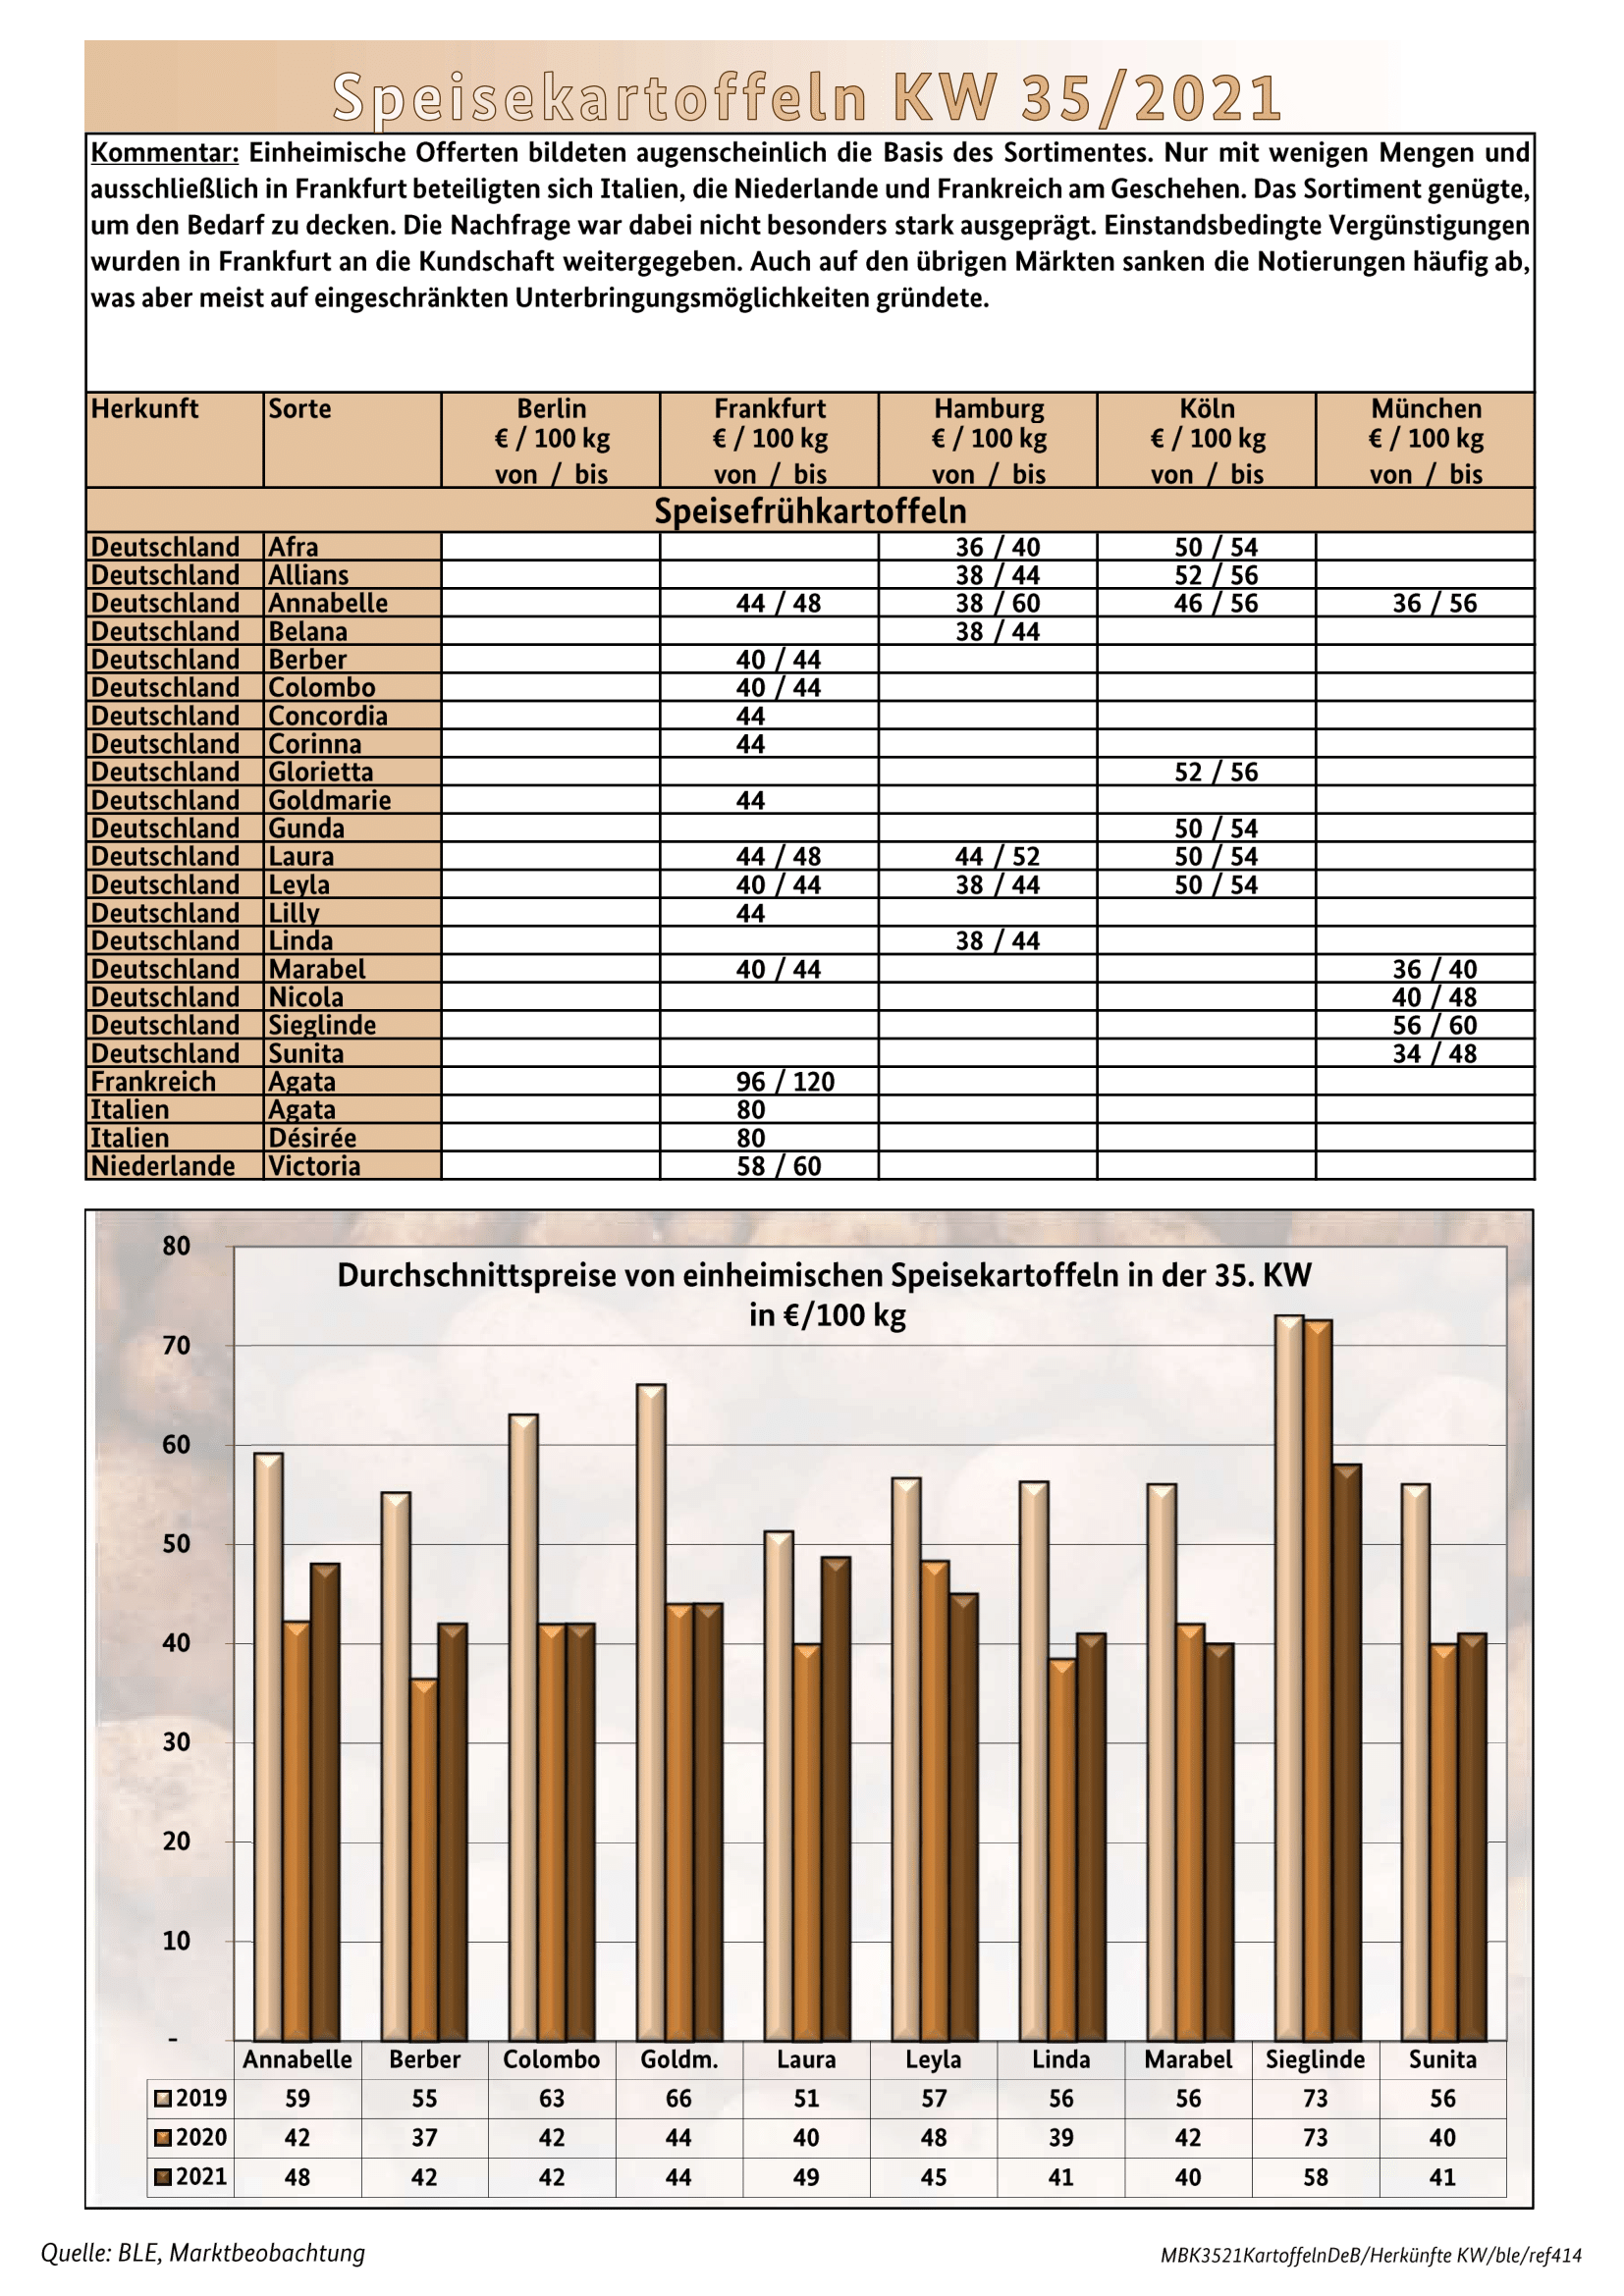 Speisekartoffeln KW 35/2021
Kommentar: Einheimische Offerten bildeten augenscheinlich die Basis des Sortimentes. Nur mit wenigen Mengen und
ausschließlich in Frankfurt beteiligten sich Italien, die Niederlande und Frankreich am Geschehen. Das Sortiment genügte,
um den Bedarf zu decken. Die Nachfrage war dabei nicht besonders stark ausgeprägt. Einstandsbedingte Vergünstigungen
wurden in Frankfurt an die Kundschaft weitergegeben. Auch auf den übrigen Märkten sanken die Notierungen häufig ab,
was aber meist auf eingeschränkten Unterbringungsmöglichkeiten gründete.
Herkunft Sorte Berlin Frankfurt Hamburg Köln München
€ / 100 kg € / 100 kg € / 100 kg € / 100 kg € / 100 kg
von / bis von / bis von / bis von / bis von / bis
Speisefrühkartoffeln
Deutschland Afra 36 / 40 50 / 54
Deutschland Allians 38 / 44 52 / 56
Deutschland Annabelle 44 / 48 38 / 60 46 / 56 36 / 56
Deutschland Belana 38 / 44
Deutschland Berber 40 / 44
Deutschland Colombo 40 / 44
Deutschland Concordia 44
Deutschland Corinna 44
Deutschland Glorietta 52 / 56
Deutschland Goldmarie 44
Deutschland Gunda 50 / 54
Deutschland Laura 44 / 48 44 / 52 50 / 54
Deutschland Leyla 40 / 44 38 / 44 50 / 54
Deutschland Lilly 44
Deutschland Linda 38 / 44
Deutschland Marabel 40 / 44 36 / 40
Deutschland Nicola 40 / 48
Deutschland Sieglinde 56 / 60
Deutschland Sunita 34 / 48
Frankreich Agata 96 / 120
Italien Agata 80
Italien Désirée 80
Niederlande Victoria 58 / 60
Durchschnittspreise von einheimischen Speisekartoffeln in der 35. KW
in €/100 kg
80
70
60
50
40
30
20
10
-
Annabelle Berber Colombo Goldm. Laura Leyla Linda Marabel Sieglinde Sunita
2019 59 55 63 66 51 57 56 56 73 56
2020 42 37 42 44 40 48 39 42 73 40
2021 48 42 42 44 49 45 41 40 58 41
Quelle: BLE, Marktbeobachtung
MBK3521KartoffelnDeB/Herkünfte KW/ble/ref414